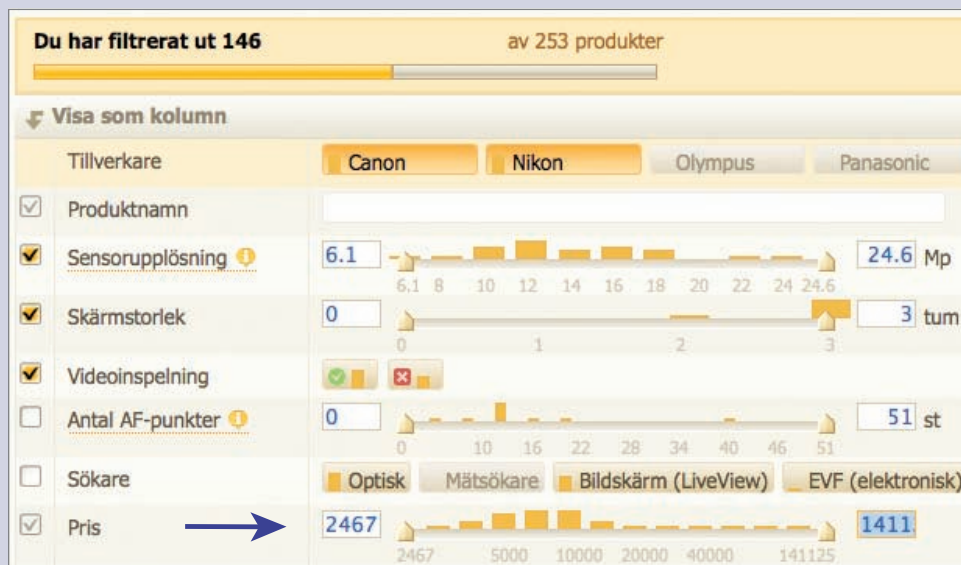 Du har filtrerat ut 146 av 253 produkter
Visa som kolumn
Tillverkare Canon Nikon Olympus Panasonic
Produktnamn
Sensorupplösning 6.1 24.6 Mp
6,1 8 10 12 14 16 18 20 22 24 24.6
Skärmstorlek 0 3 tum
0 1 2 3
Videoinspelning
Antal AF-punkter 0 51 st
0 10 16 22 28 34 40 46 51
Sökare Optisk Mätsökare Bildskärm (LiveView) EVF (elektronisk)
Pris 2467 1411
2467 5000 10000 20000 40000 141125